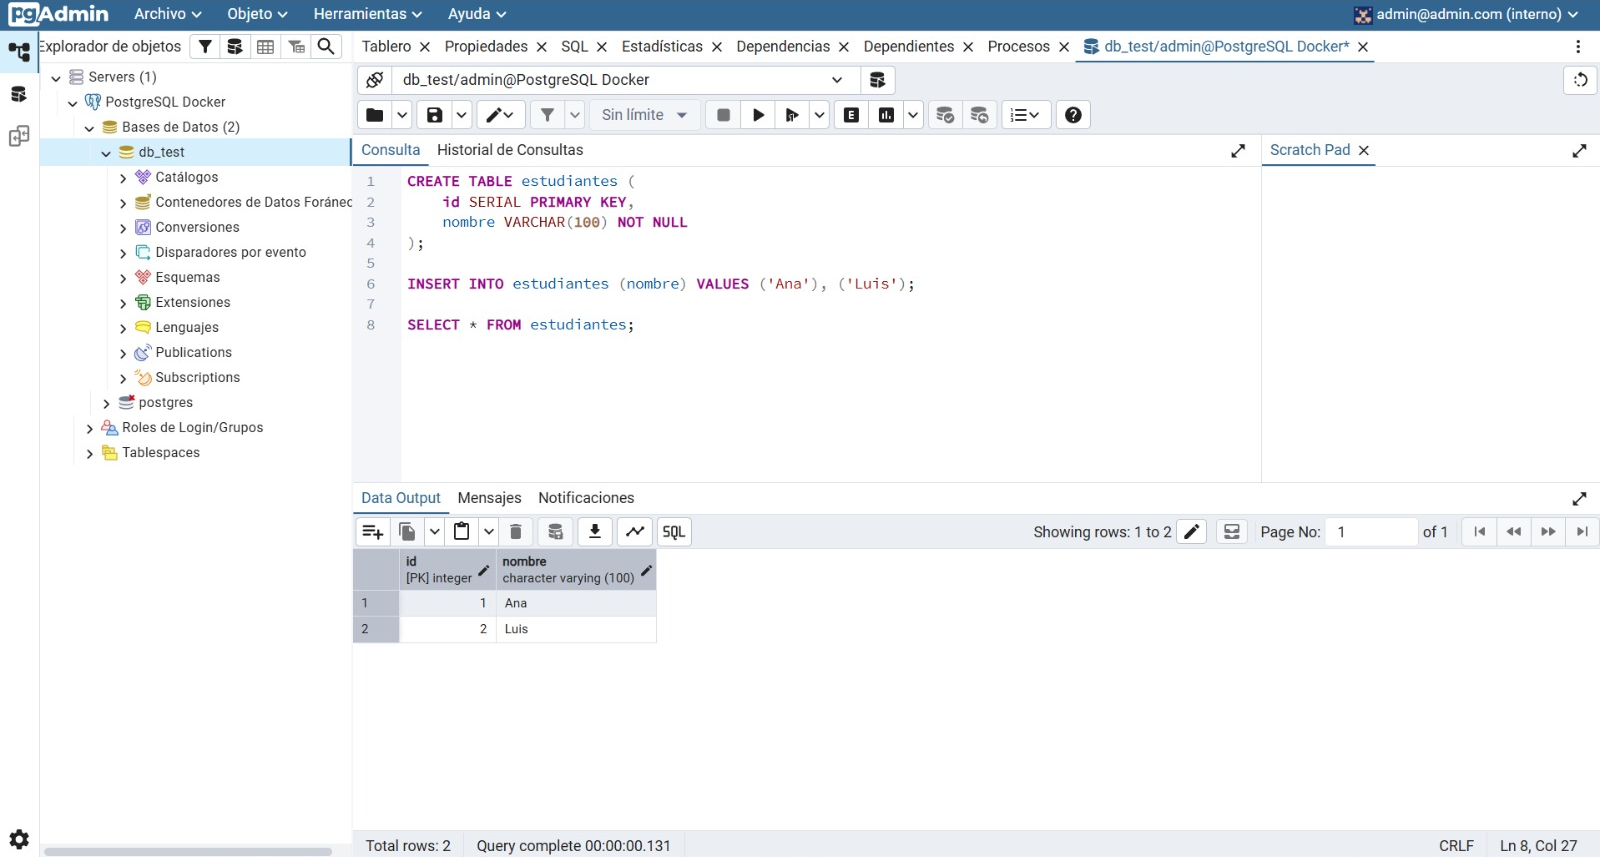 pgAdmin Archivo Objeto Herramientas Ayuda admin@admin.com (interno)
Explorador de objetos
Tablero Propiedades SQL Estadísticas Dependencias Dependientes Procesos db_test/admin@PostgreSQL Docker*
Servers (1)
PostgreSQL Docker
Bases de Datos (2)
db_test
Catálogos
Contenedores de Datos Foráneo
Conversiones
Disparadores por evento
Esquemas
Extensiones
Lenguajes
Publications
Subscriptions
postgres
Roles de Login/Grupos
Tablespaces
db_test/admin@PostgreSQL Docker
Sin límite E
Consulta Historial de Consultas
Scratch Pad
1 CREATE TABLE estudiantes (
2 id SERIAL PRIMARY KEY,
3 nombre VARCHAR(100) NOT NULL
4 );
5
6 INSERT INTO estudiantes (nombre) VALUES ('Ana'), ('Luis');
7
8 SELECT * FROM estudiantes;
Data Output Mensajes Notificaciones
SQL Showing rows: 1 to 2 Page No: 1 of 1
id nombre
[PK] integer character varying (100)
1 1 Ana
2 2 Luis
Total rows: 2 Query complete 00:00:00.131 CRLF Ln 8, Col 27